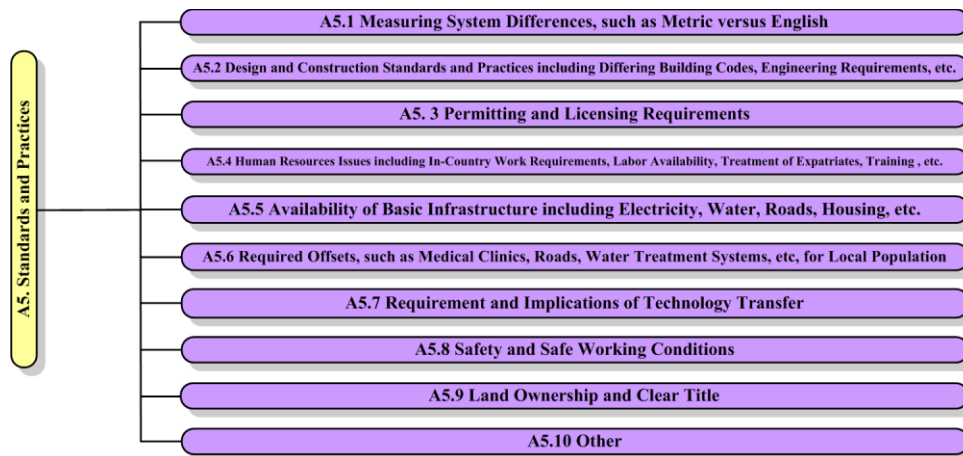 A5. Standards and Practices
A5.1 Measuring System Differences, such as Metric versus English
A5.2 Design and Construction Standards and Practices including Differing Building Codes, Engineering Requirements, etc.
A5. 3 Permitting and Licensing Requirements
A5.4 Human Resources Issues including In-Country Work Requirements, Labor Availability, Treatment of Expatriates, Training , etc.
A5.5 Availability of Basic Infrastructure including Electricity, Water, Roads, Housing, etc.
A5.6 Required Offsets, such as Medical Clinics, Roads, Water Treatment Systems, etc, for Local Population
A5.7 Requirement and Implications of Technology Transfer
A5.8 Safety and Safe Working Conditions
A5.9 Land Ownership and Clear Title
A5.10 Other